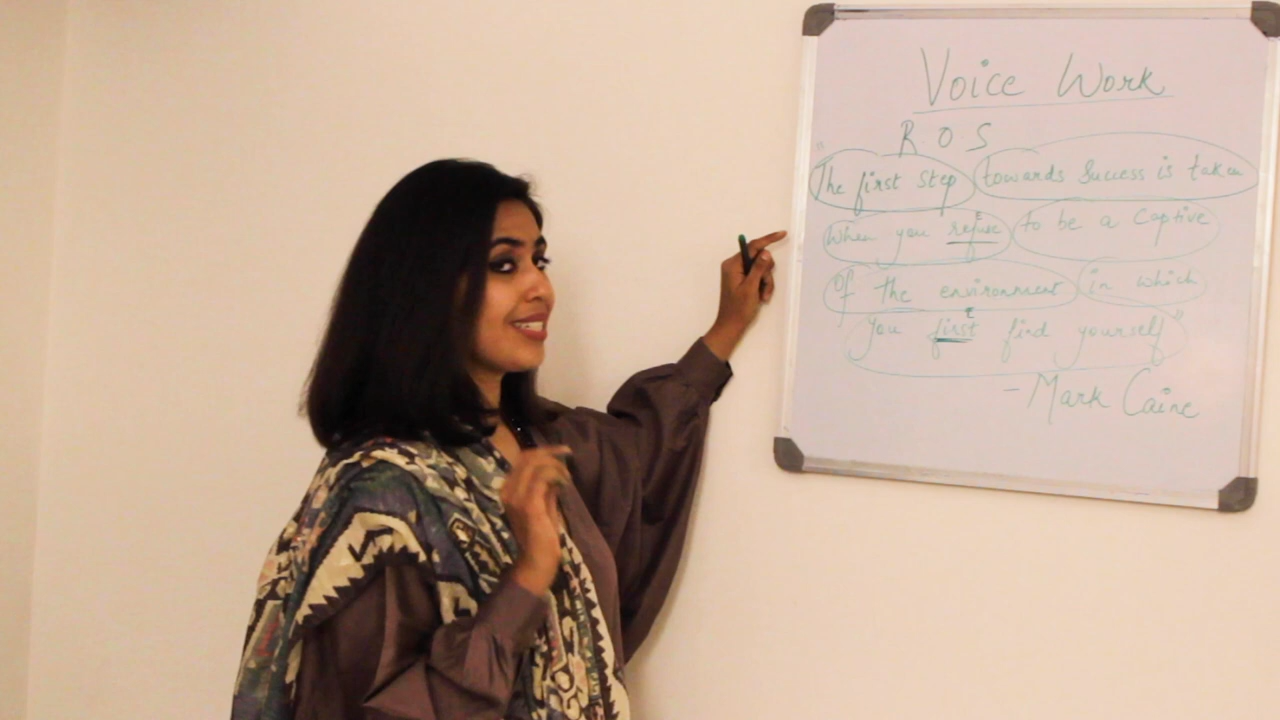 Voice Work
R O S
"The first step towards Success is taken
when you refuse to be a captive
Of the environment in which
you first find yourself"
- Mark Caine